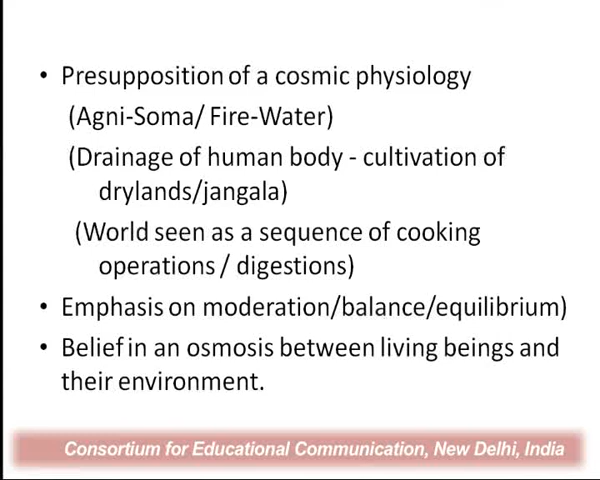 • Presupposition of a cosmic physiology
(Agni-Soma/ Fire-Water)
(Drainage of human body - cultivation of
drylands/jangala)
(World seen as a sequence of cooking
operations / digestions)
• Emphasis on moderation/balance/equilibrium)
• Belief in an osmosis between living beings and
their environment.
Consortium for Educational Communication, New Delhi, India